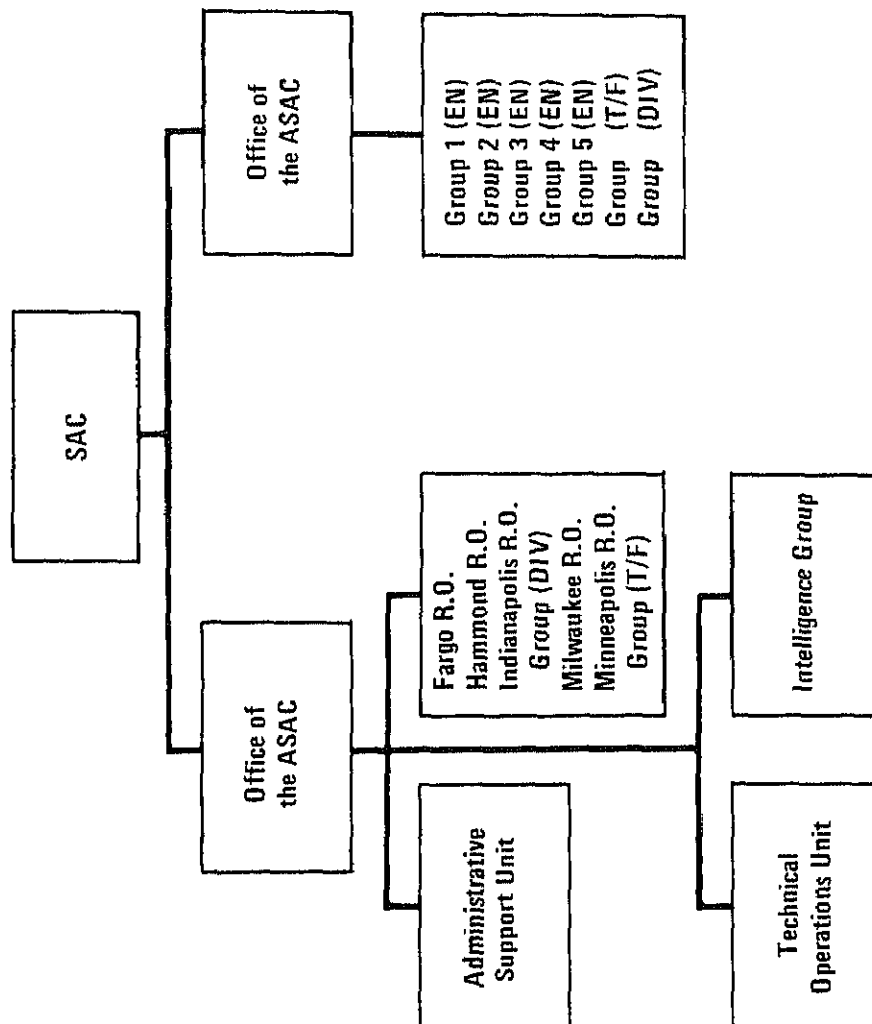 SAC
Office of
the ASAC
Office of
the ASAC
Administrative
Support Unit
Fargo R.O.
Hammond R.O.
Indianapolis R.O.
Group (DIV)
Milwaukee R.O.
Minneapolis R.O.
Group (T/F)
Group 1 (EN)
Group 2 (EN)
Group 3 (EN)
Group 4 (EN)
Group 5 (EN)
Group (T/F)
Group (DIV)
Technical
Operations Unit
Intelligence Group